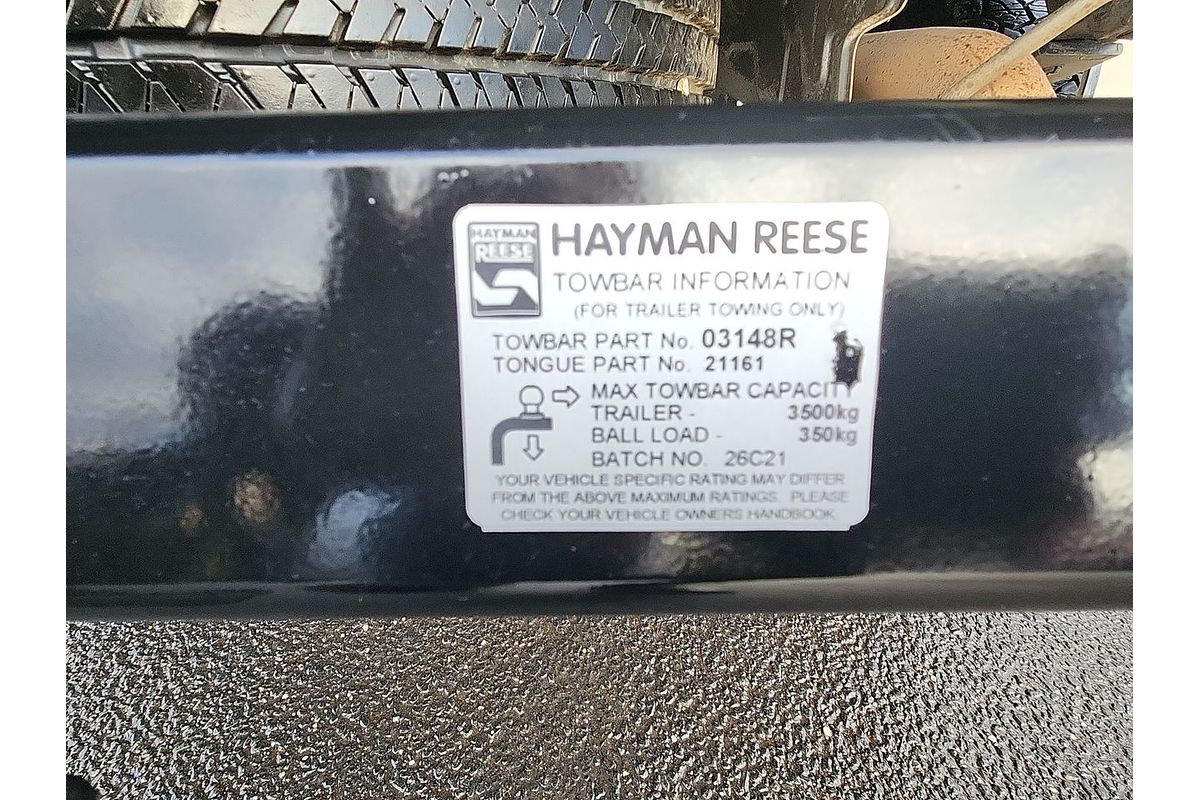 HAYMAN
REESE
HAYMAN REESE
TOWBAR INFORMATION
(FOR TRAILER TOWING ONLY)
TOWBAR PART No. 03148R
TONGUE PART No. 21161
MAX TOWBAR CAPACITY
TRAILER - 3500kg
BALL LOAD - 350kg
BATCH NO. 26C21
YOUR VEHICLE SPECIFIC RATING MAY DIFFER
FROM THE ABOVE MAXIMUM RATINGS. PLEASE
CHECK YOUR VEHICLE OWNERS HANDBOOK.